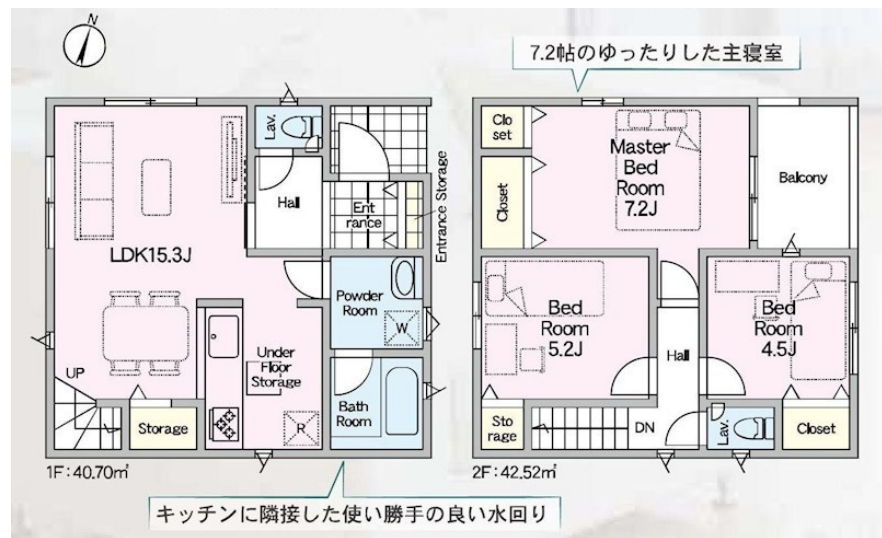 N
7.2帖のゆったりした主寝室
Lav.
Hall
Ent
rance
Entrance Storage
LDK15.3J
Powder
Room
W
UP
Under
Floor
Storage
Storage
R
Bath
Room
1F:40.70㎡
キッチンに隣接した使い勝手の良い水回り
Clo
set
Closet
Master
Bed
Room
7.2J
Balcony
Bed
Room
5.2J
Bed
Room
4.5J
Hall
Sto
rage
DN
Lav.
Closet
2F:42.52㎡